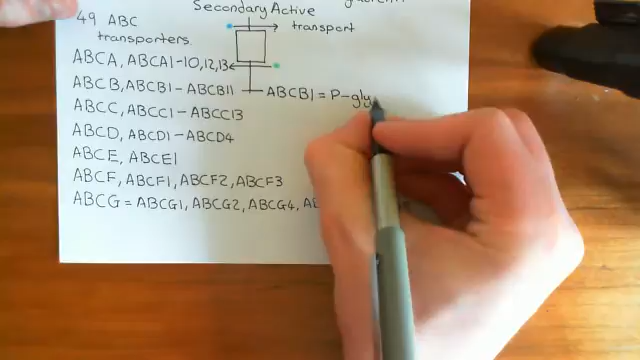 Secondary Active
transport
49 ABC
transporters
ABCA, ABCA1-10,12,13
ABCB, ABCB1-ABCB11
ABCB1 = P-gly
ABCC, ABCC1-ABCC13
ABCD, ABCD1-ABCD4
ABCE, ABCE1
ABCF, ABCF1, ABCF2, ABCF3
ABCG = ABCG1, ABCG2, ABCG4,